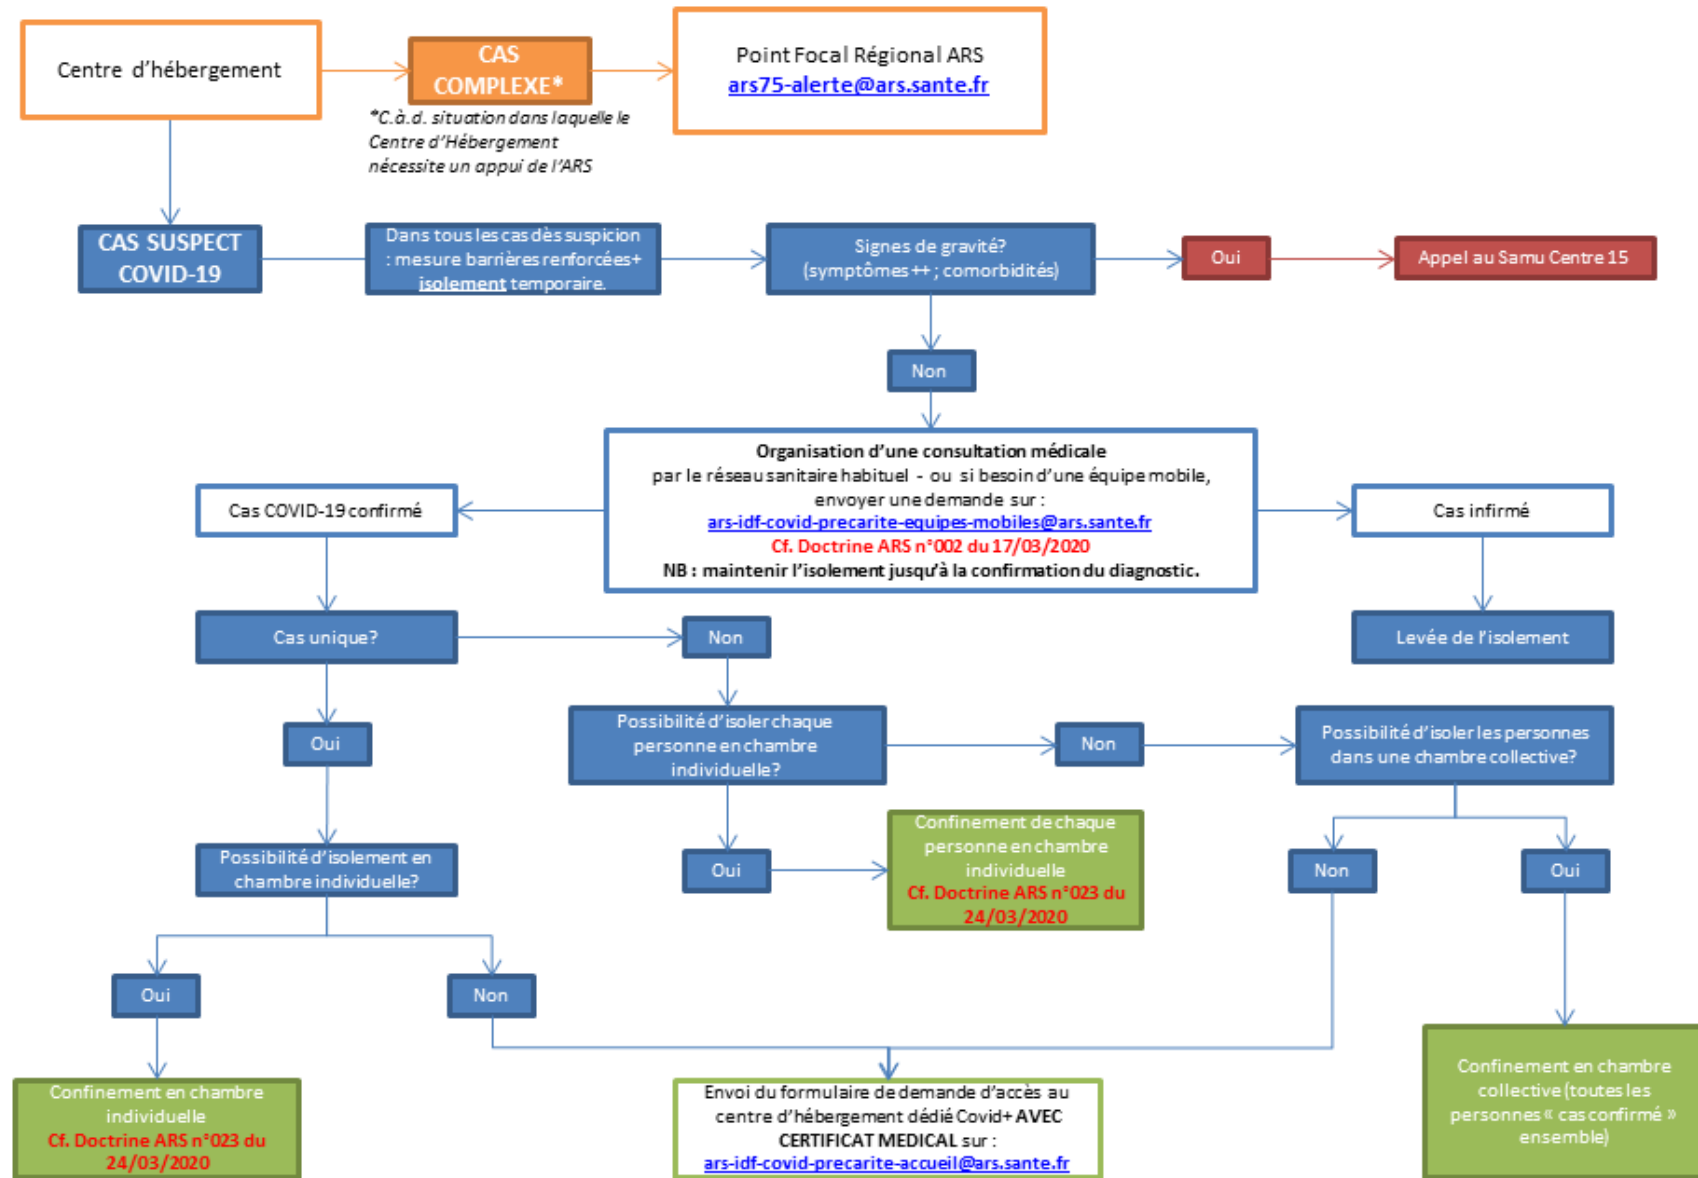 Centre d'hébergement
CAS
COMPLEXE*
Point Focal Régional ARS
ars75-alerte@ars.sante.fr
*C.à.d. situation dans laquelle le
Centre d'Hébergement
nécessite un appui de l'ARS
CAS SUSPECT
COVID-19
Dans tous les cas dès suspicion
: mesure barrières renforcées+
isolement temporaire.
Signes de gravité?
(symptômes ++ ; comorbidités)
Oui
Appel au Samu Centre 15
Non
Organisation d'une consultation médicale
par le réseau sanitaire habituel - ou si besoin d'une équipe mobile,
envoyer une demande sur :
ars-idf-covid-precarite-equipes-mobiles@ars.sante.fr
Cf. Doctrine ARS n°002 du 17/03/2020
NB : maintenir l'isolement jusqu'à la confirmation du diagnostic.
Cas COVID-19 confirmé
Cas infirmé
Cas unique?
Non
Levée de l'isolement
Oui
Possibilité d'isoler chaque
personne en chambre
individuelle?
Non
Possibilité d'isoler les personnes
dans une chambre collective?
Possibilité d'isolement en
chambre individuelle?
Oui
Confinement de chaque
personne en chambre
individuelle
Cf. Doctrine ARS n°023 du
24/03/2020
Non
Oui
Oui
Non
Confinement en chambre
individuelle
Cf. Doctrine ARS n°023 du
24/03/2020
Envoi du formulaire de demande d'accès au
centre d'hébergement dédié Covid+ AVEC
CERTIFICAT MEDICAL sur :
ars-idf-covid-precarite-accueil@ars.sante.fr
Confinement en chambre
collective (toutes les
personnes « cas confirmé »
ensemble)